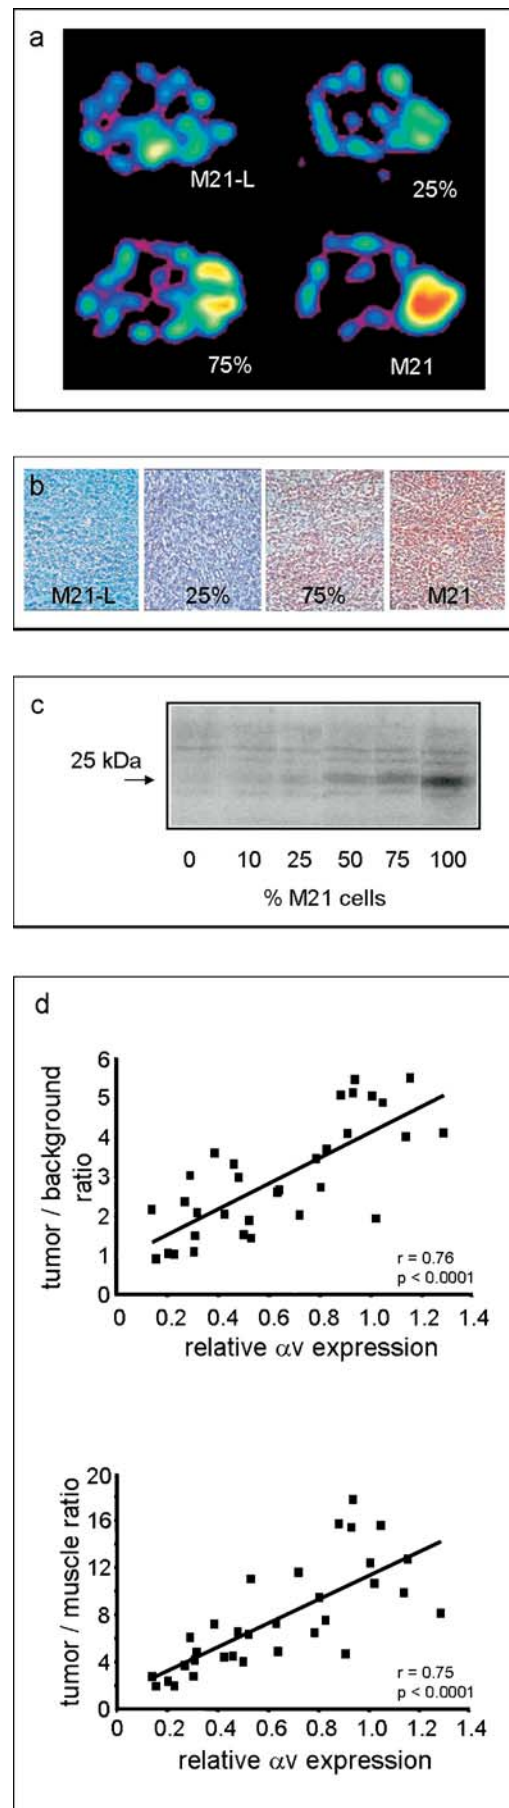 a
M21-L
25%
75%
M21
b
M21-L
25%
75%
M21
c
25 kDa
0 10 25 50 75 100
% M21 cells
d
tumor / background
ratio
6
5
4
3
2
1
0
r = 0.76
p < 0.0001
0 0.2 0.4 0.6 0.8 1.0 1.2 1.4
relative αv expression
tumor / muscle ratio
20
16
12
8
4
0
r = 0.75
p < 0.0001
0 0.2 0.4 0.6 0.8 1.0 1.2 1.4
relative αv expression